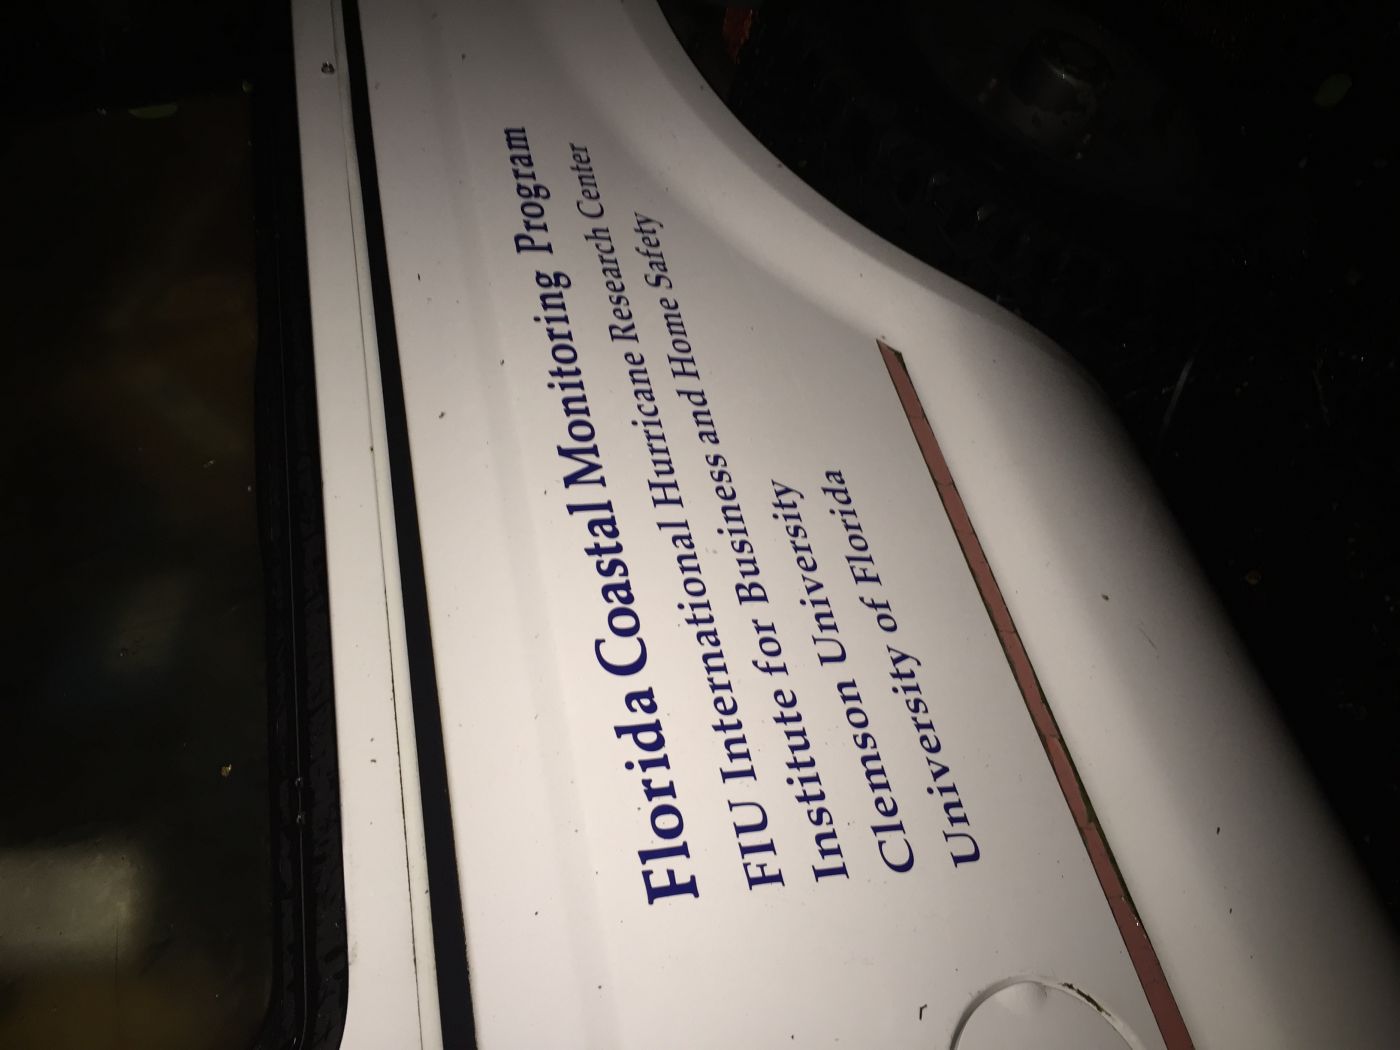 Florida Coastal Monitoring Program
FIU International Hurricane Research Center
Institute for Business and Home Safety
Clemson University
University of Florida